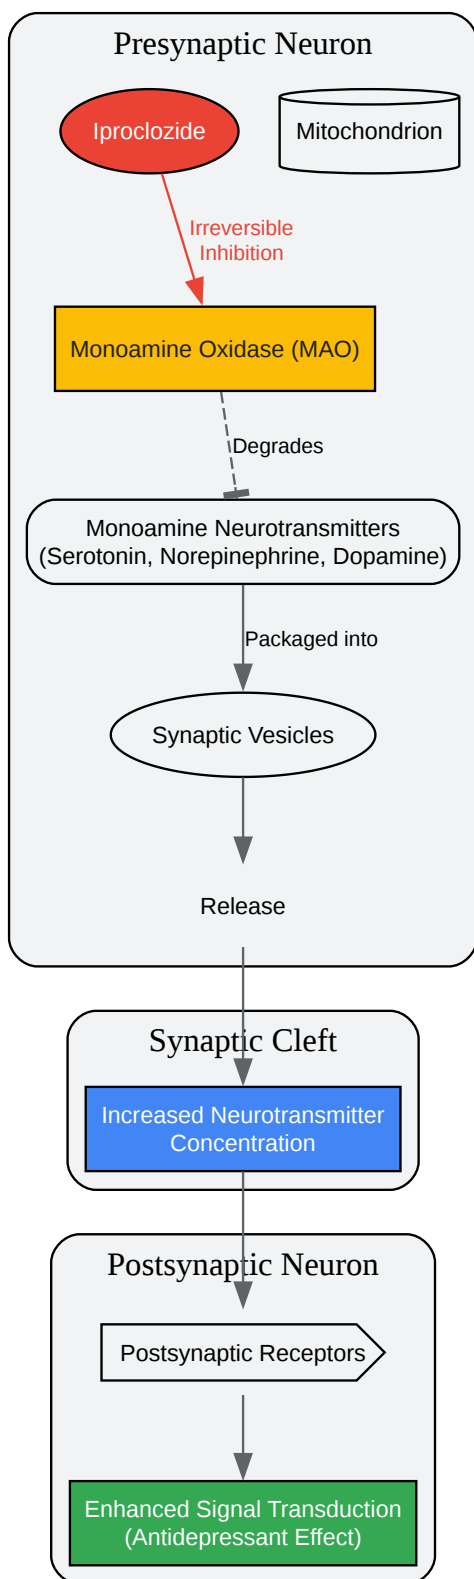 Presynaptic Neuron
Iproclozide
Mitochondrion
Irreversible
Inhibition
Monoamine Oxidase (MAO)
Degrades
Monoamine Neurotransmitters
(Serotonin, Norepinephrine, Dopamine)
Packaged into
Synaptic Vesicles
Release
Synaptic Cleft
Increased Neurotransmitter
Concentration
Postsynaptic Neuron
Postsynaptic Receptors
Enhanced Signal Transduction
(Antidepressant Effect)